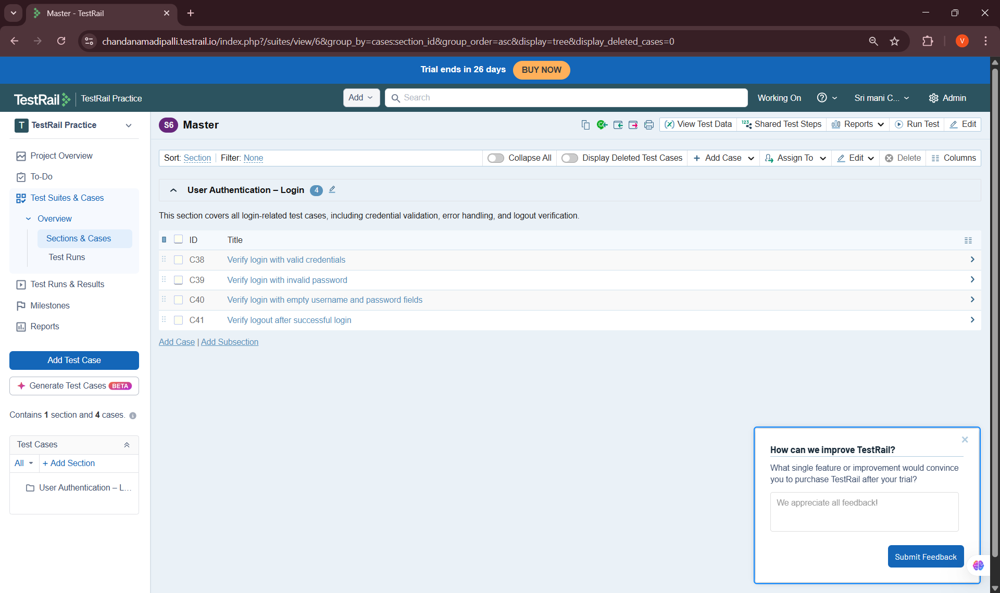 Master - TestRail
chandanamadipalli.testrail.io/index.php?/suites/view/6&group_by=cases:section_id&group_order=asc&display=tree&display_deleted_cases=0
V
Trial ends in 26 days BUY NOW
TestRail TestRail Practice Add Search Working On Sri mani C... Admin
T TestRail Practice
Project Overview
To-Do
Test Suites & Cases
Overview
Sections & Cases
Test Runs
Test Runs & Results
Milestones
Reports
Add Test Case
Generate Test Cases BETA
Contains 1 section and 4 cases.
Test Cases
All + Add Section
User Authentication – L...
S6 Master View Test Data 123 Shared Test Steps Reports Run Test Edit
Sort: Section Filter: None Collapse All Display Deleted Test Cases + Add Case Assign To Edit Delete Columns
User Authentication – Login 4
This section covers all login-related test cases, including credential validation, error handling, and logout verification.
ID Title
C38 Verify login with valid credentials
C39 Verify login with invalid password
C40 Verify login with empty username and password fields
C41 Verify logout after successful login
Add Case | Add Subsection
How can we improve TestRail?
What single feature or improvement would convince
you to purchase TestRail after your trial?
We appreciate all feedback!
Submit Feedback